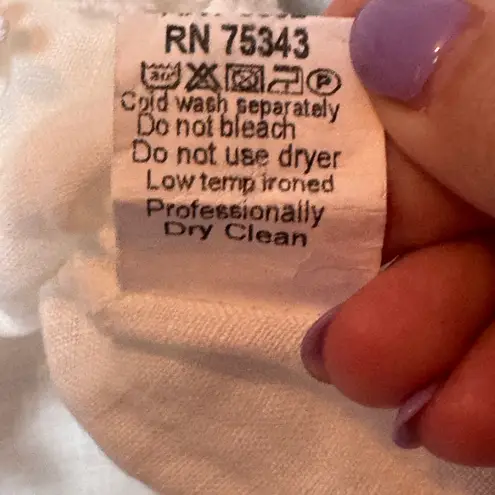 RN 75343
P
Cold wash separately
Do not bleach
Do not use dryer
Low temp ironed
Professionally
Dry Clean